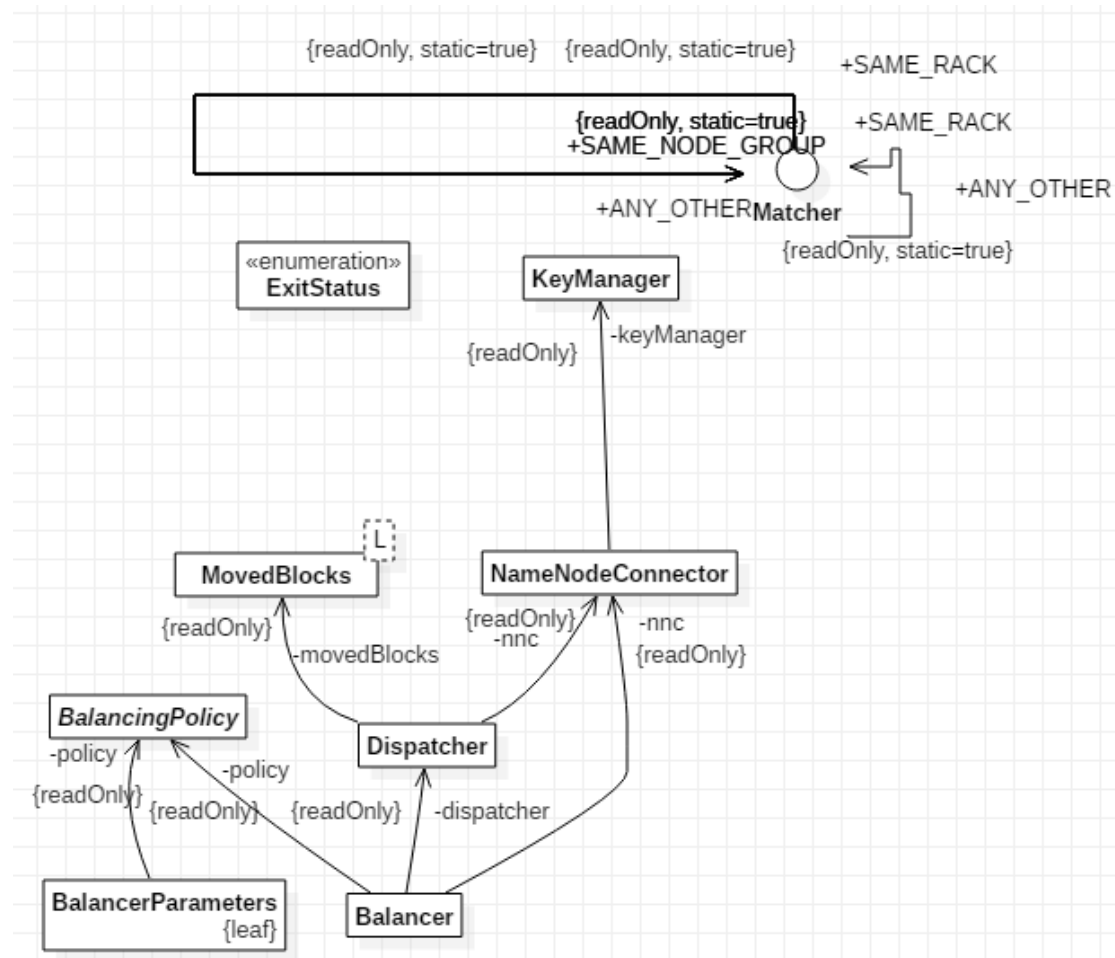 {readOnly, static=true} {readOnly, static=true}
+SAME_RACK
{readOnly, static=true}
+SAME_RACK
+SAME_NODE_GROUP
+ANY_OTHER
+ANY_OTHER
Matcher
{readOnly, static=true}
«enumeration»
ExitStatus
KeyManager
-keyManager
{readOnly}
L
MovedBlocks
NameNodeConnector
{readOnly}
{readOnly}
-nnc
-nnc
{readOnly}
-movedBlocks
BalancingPolicy
Dispatcher
-policy
-policy
{readOnly}
{readOnly}
{readOnly}
-dispatcher
BalancerParameters
{leaf}
Balancer